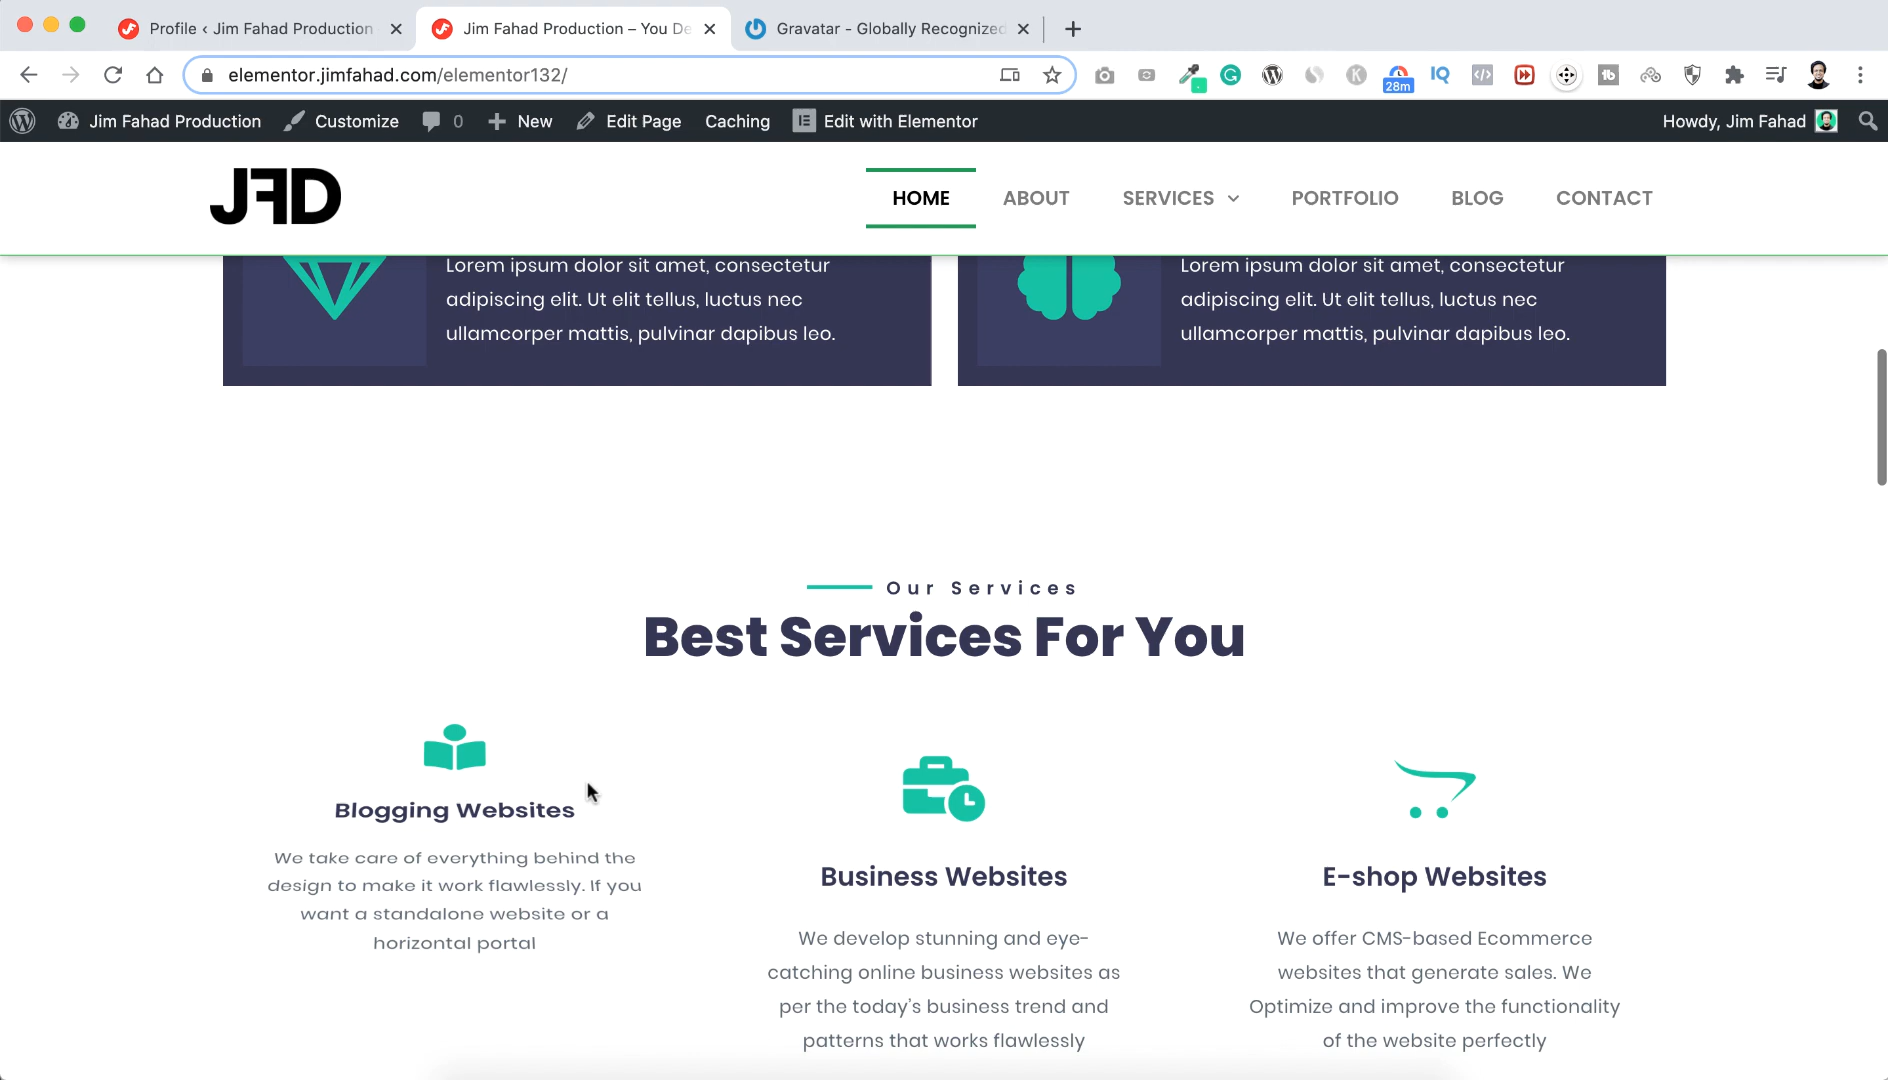 Profile ‹ Jim Fahad Production
Jim Fahad Production – You De
Gravatar - Globally Recognized
elementor.jimfahad.com/elementor132/
28m
IQ
Jim Fahad Production
Customize
0
New
Edit Page
Caching
Edit with Elementor
Howdy, Jim Fahad
JFD
HOME
ABOUT
SERVICES
PORTFOLIO
BLOG
CONTACT
Lorem ipsum dolor sit amet, consectetur
adipiscing elit. Ut elit tellus, luctus nec
ullamcorper mattis, pulvinar dapibus leo.
Lorem ipsum dolor sit amet, consectetur
adipiscing elit. Ut elit tellus, luctus nec
ullamcorper mattis, pulvinar dapibus leo.
Our Services
Best Services For You
Blogging Websites
We take care of everything behind the
design to make it work flawlessly. If you
want a standalone website or a
horizontal portal
Business Websites
We develop stunning and eye-
catching online business websites as
per the today's business trend and
patterns that works flawlessly
E-shop Websites
We offer CMS-based Ecommerce
websites that generate sales. We
Optimize and improve the functionality
of the website perfectly